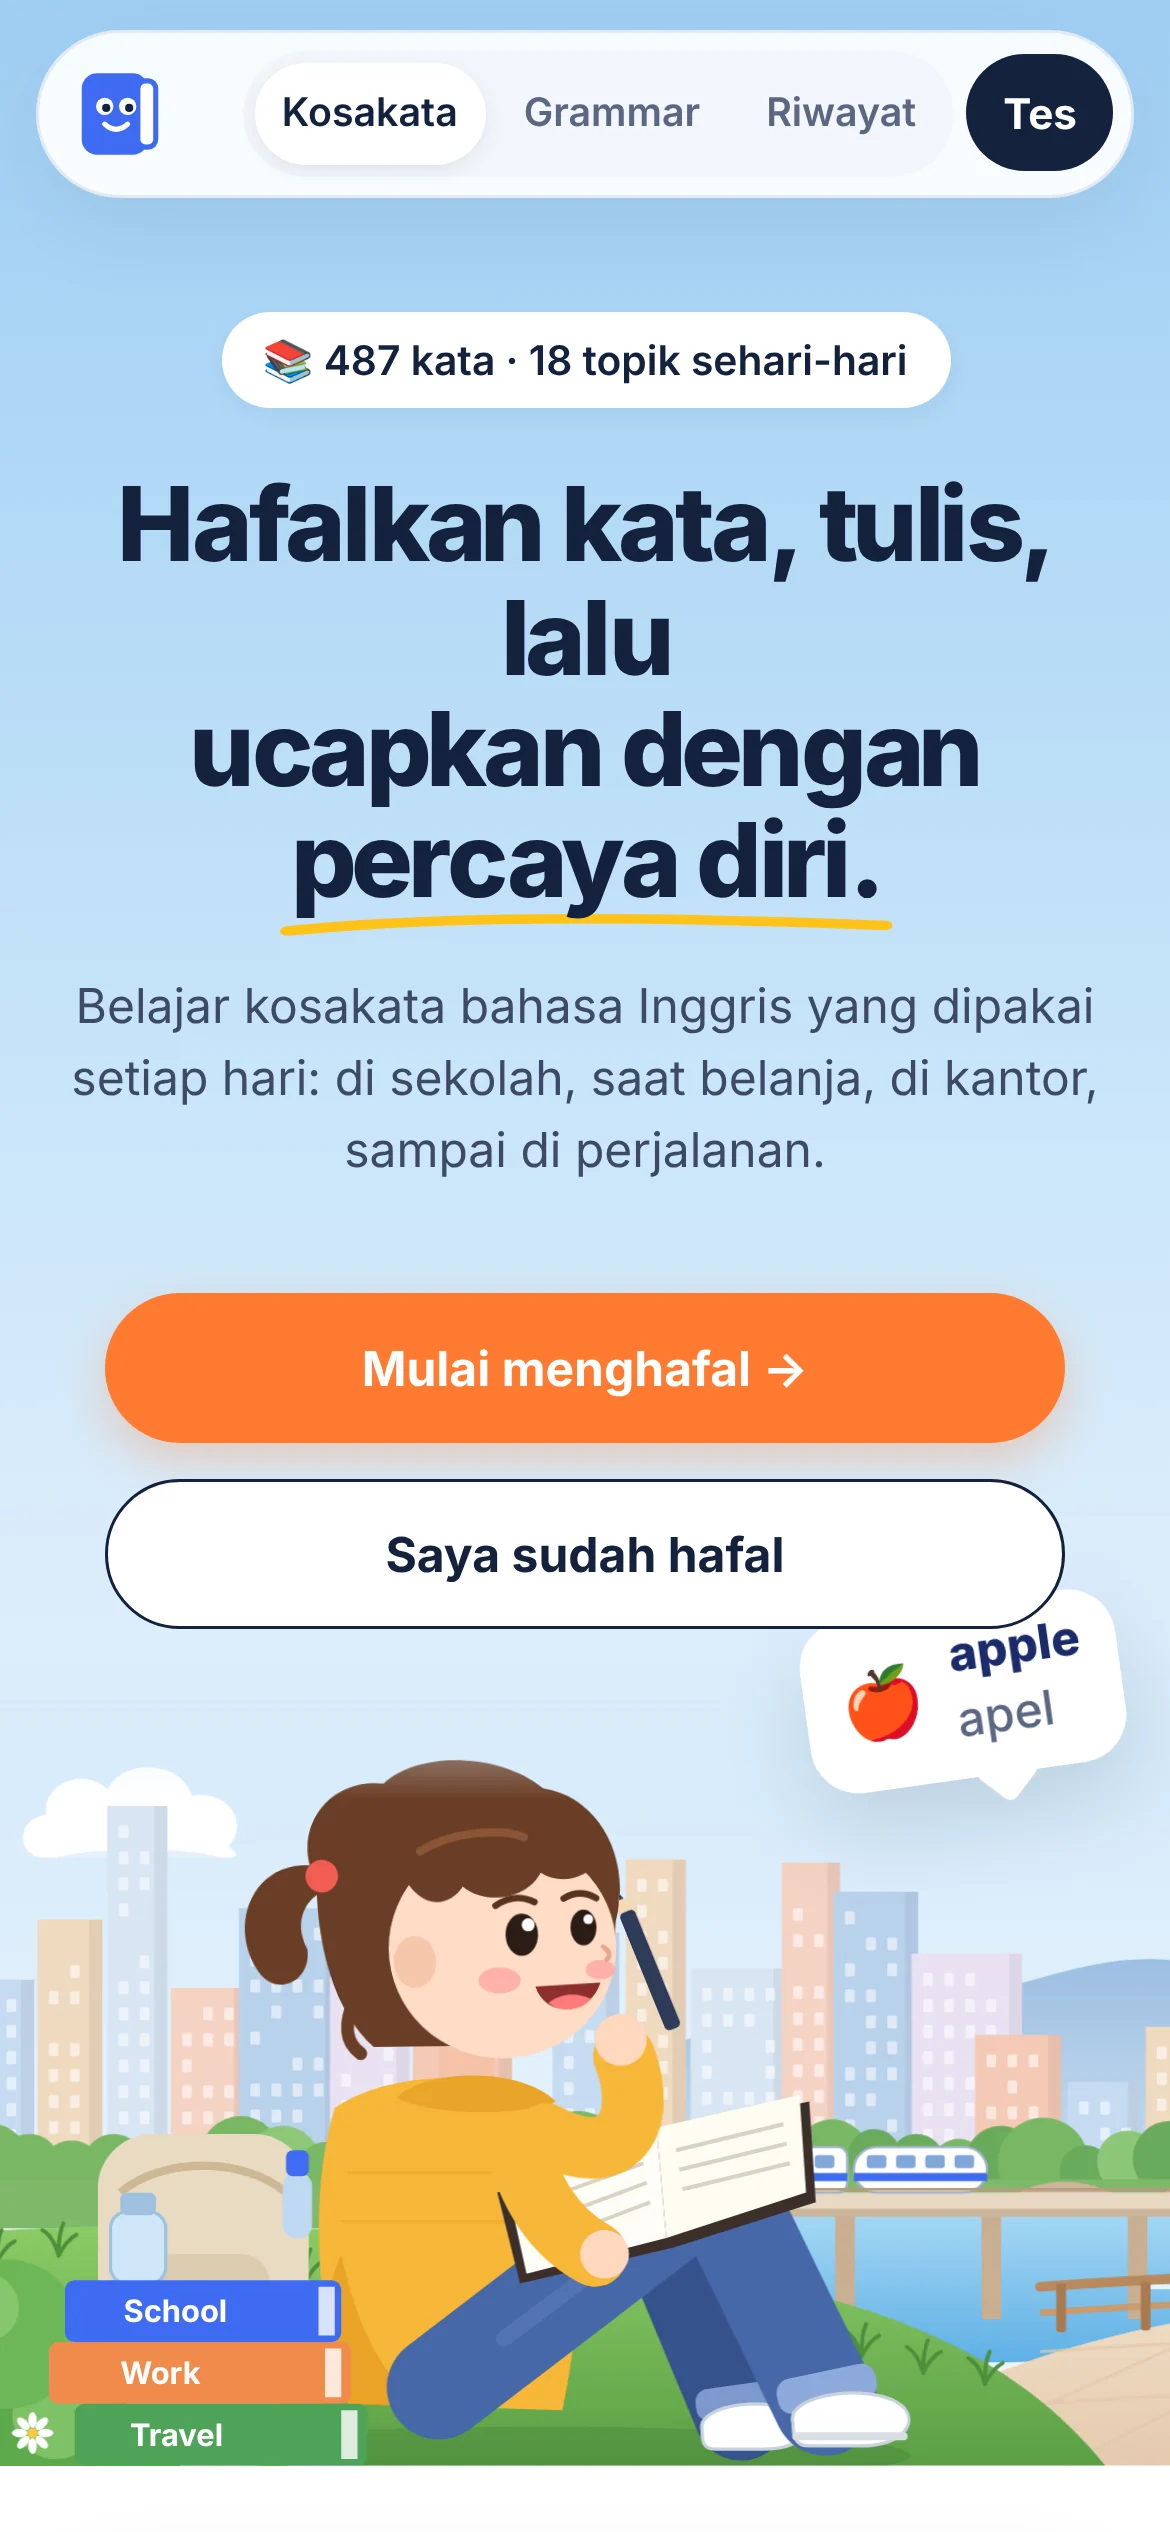 Kosakata Grammar Riwayat Tes
487 kata · 18 topik sehari-hari
Hafalkan kata, tulis,
lalu
ucapkan dengan
percaya diri.
Belajar kosakata bahasa Inggris yang dipakai
setiap hari: di sekolah, saat belanja, di kantor,
sampai di perjalanan.
Mulai menghafal →
Saya sudah hafal
apple
apel
School
Work
Travel